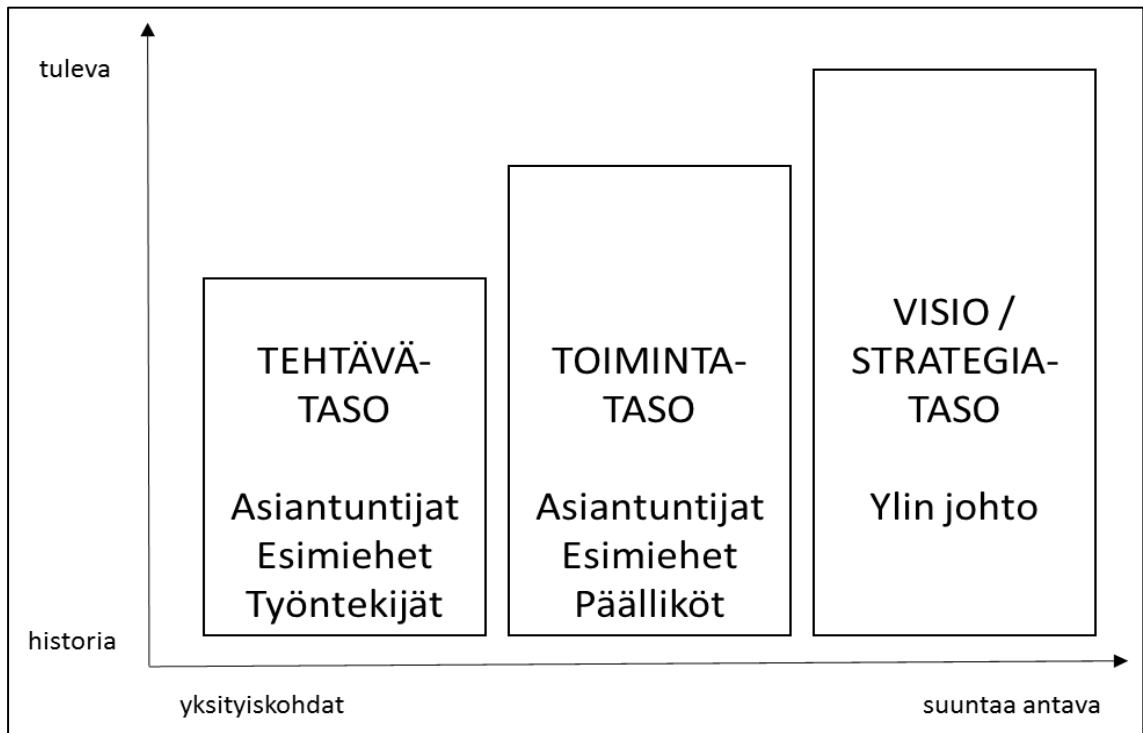 tuleva
TEHTÄVÄ-
TASO
Asiantuntijat
Esimiehet
Työntekijät
TOIMINTA-
TASO
Asiantuntijat
Esimiehet
Päälliköt
VISIO /
STRATEGIA-
TASO
Ylin johto
historia
yksityiskohdat
suuntaa antava